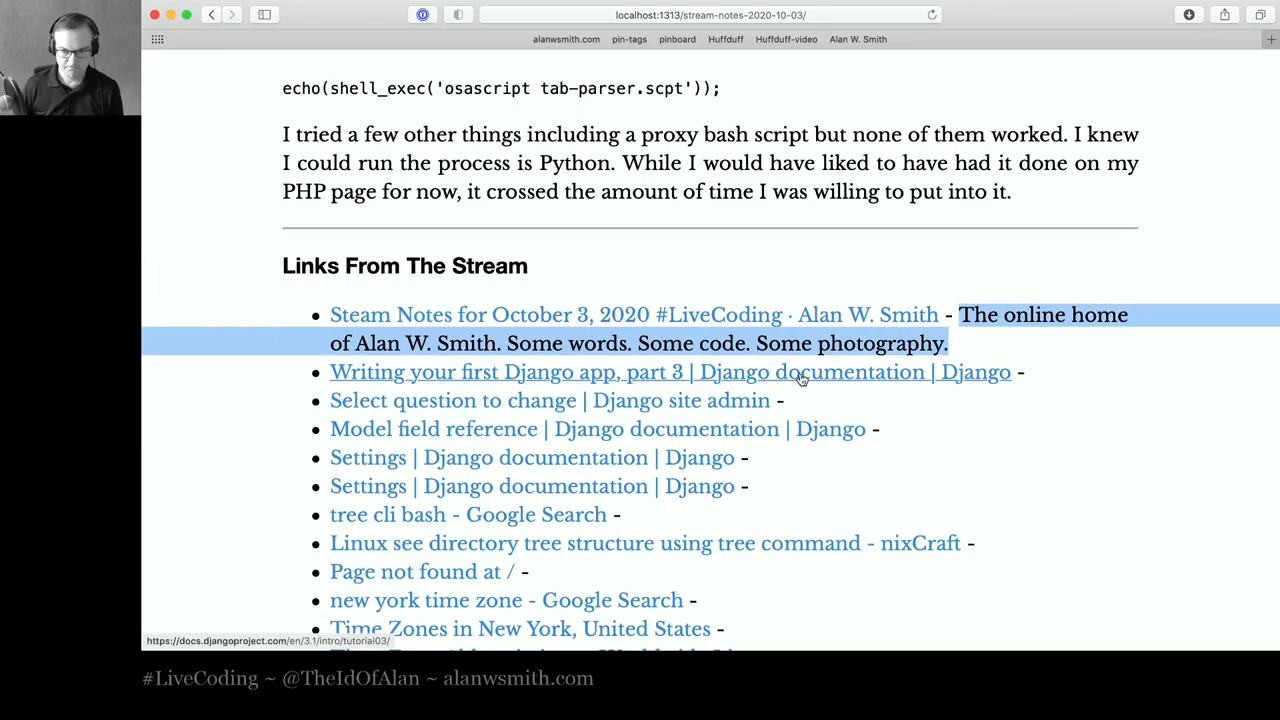 localhost:1313/stream-notes-2020-10-03/
alanwsmith.com pin-tags pinboard Huffduff Huffduff-video Alan W. Smith
echo(shell_exec('osascript tab-parser.scpt'));
I tried a few other things including a proxy bash script but none of them worked. I knew
I could run the process is Python. While I would have liked to have had it done on my
PHP page for now, it crossed the amount of time I was willing to put into it.
Links From The Stream
• Steam Notes for October 3, 2020 #LiveCoding · Alan W. Smith - The online home
of Alan W. Smith. Some words. Some code. Some photography.
• Writing your first Django app, part 3 | Django documentation | Django -
• Select question to change | Django site admin -
• Model field reference | Django documentation | Django -
• Settings | Django documentation | Django -
• Settings | Django documentation | Django -
• tree cli bash - Google Search -
• Linux see directory tree structure using tree command - nixCraft -
• Page not found at / -
• new york time zone - Google Search -
• Time Zones in New York, United States -
https://docs.djangoproject.com/en/3.1/intro/tutorial03/
#LiveCoding ~ @TheIdOfAlan ~ alanwsmith.com